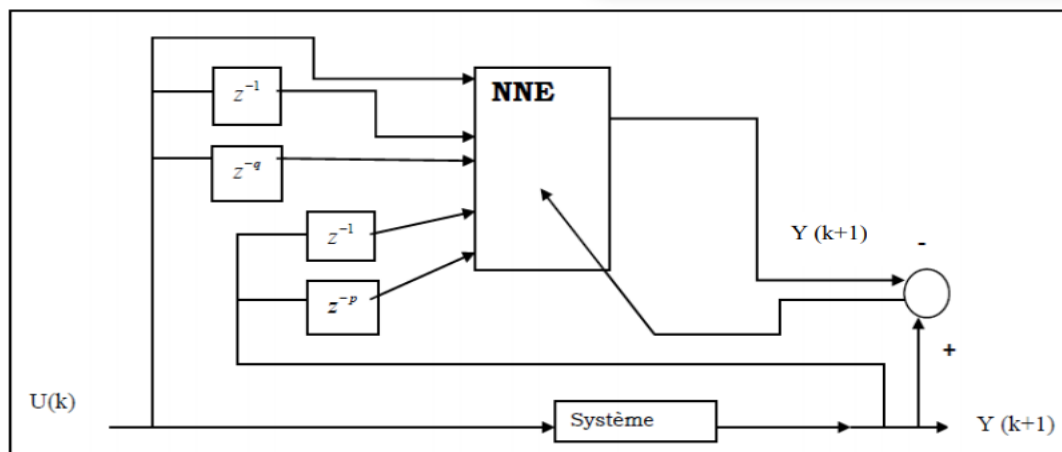 NNE
z⁻¹
z^{-q}
z⁻¹
z^{-p}
Y (k+1)
-
+
U(k)
Système
Y (k+1)